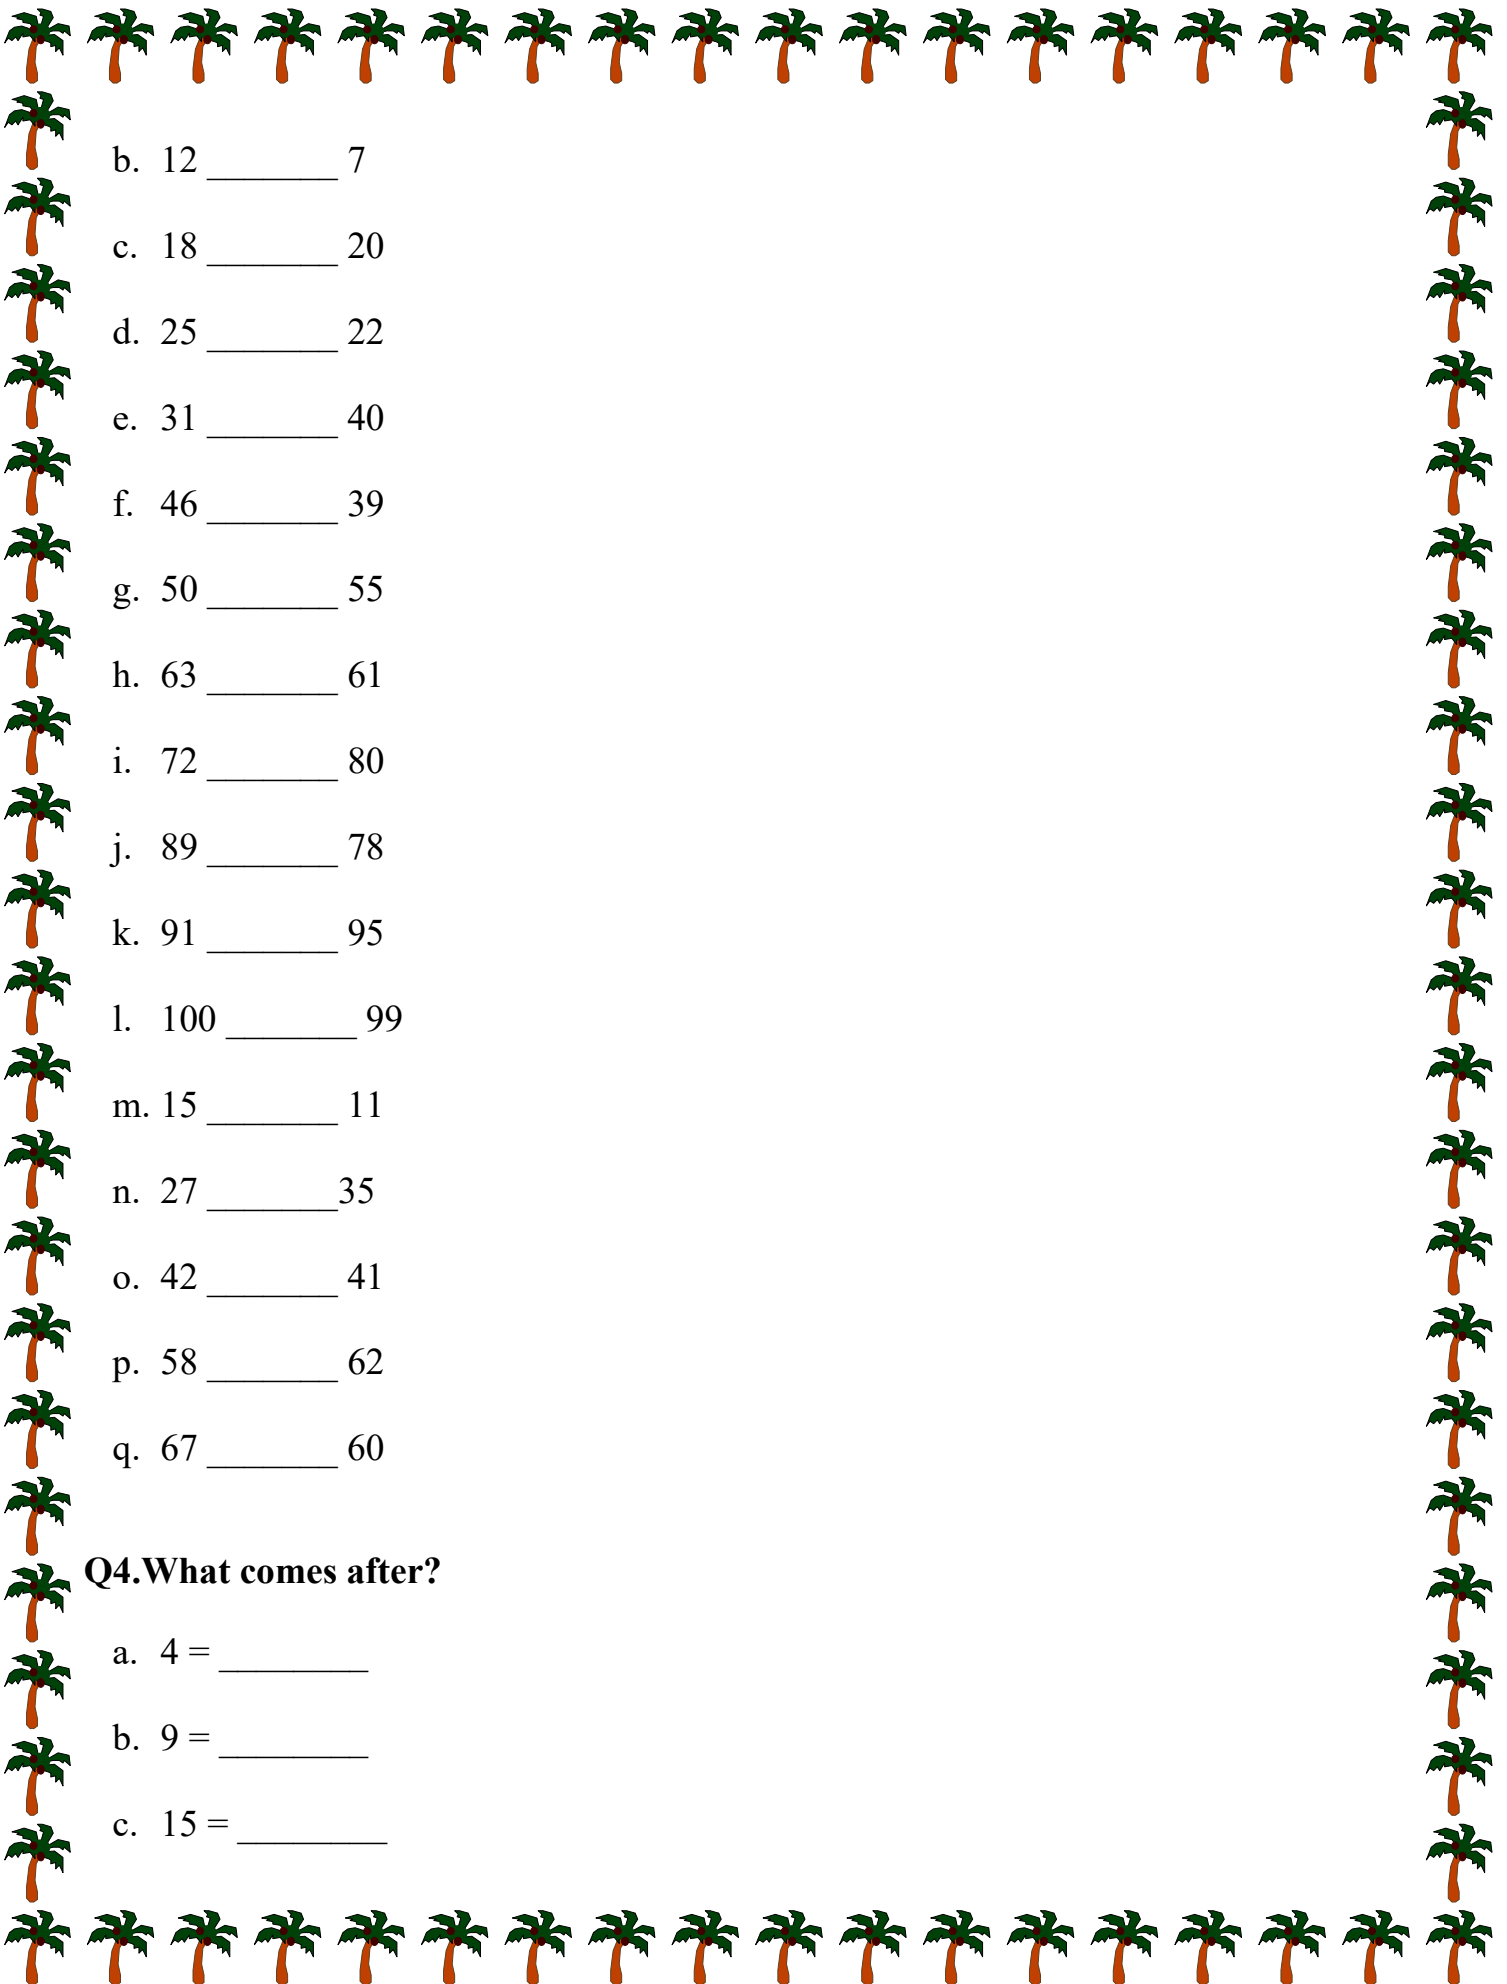 b. 12 _______ 7
c. 18 _______ 20
d. 25 _______ 22
e. 31 _______ 40
f. 46 _______ 39
g. 50 _______ 55
h. 63 _______ 61
i. 72 _______ 80
j. 89 _______ 78
k. 91 _______ 95
l. 100 _______ 99
m. 15 _______ 11
n. 27 _______35
o. 42 _______ 41
p. 58 _______ 62
q. 67 _______ 60
Q4.What comes after?
a. 4 = ________
b. 9 = ________
c. 15 = ________